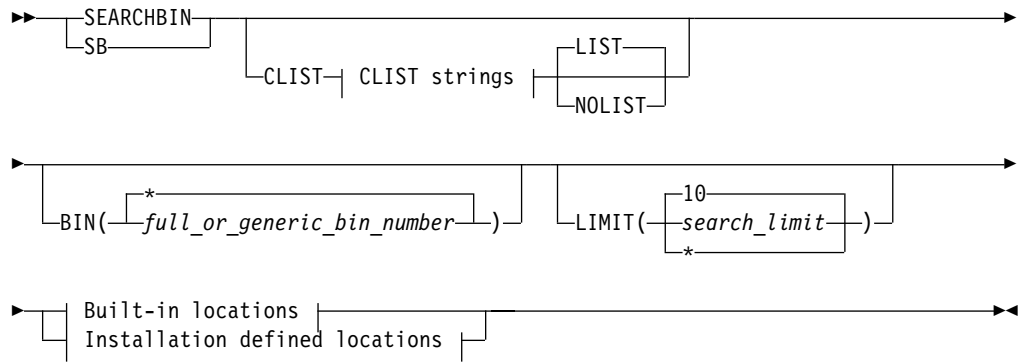 SEARCHBIN
SB
CLIST CLIST strings
LIST
NOLIST
BIN( * full_or_generic_bin_number )
LIMIT( 10 search_limit * )
Built-in locations
Installation defined locations